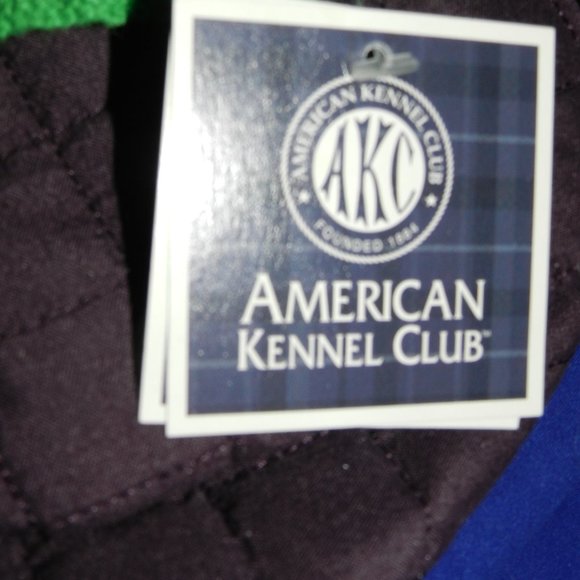 AMERICAN KENNEL CLUB
AKC
FOUNDED 1884
AMERICAN
KENNEL CLUB™